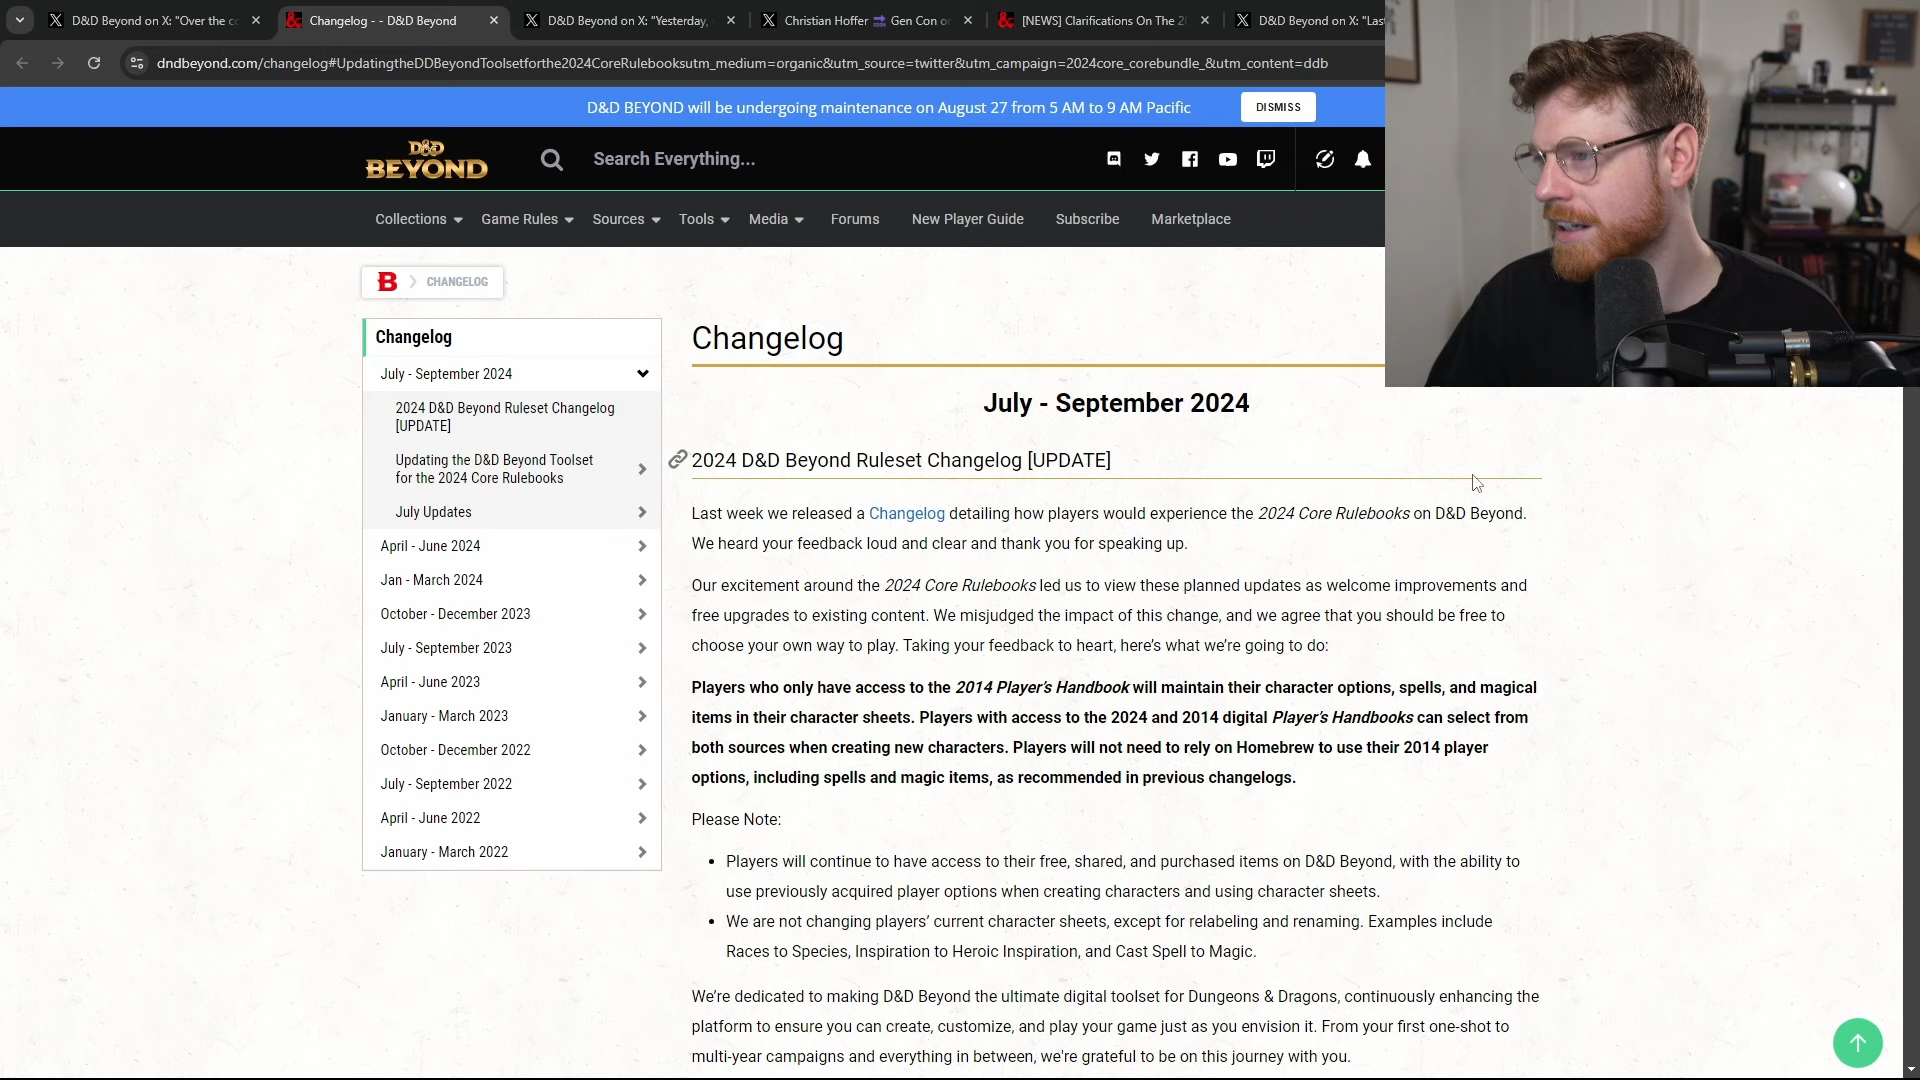 D&D Beyond on X: "Over the co
Changelog - - D&D Beyond
D&D Beyond on X: "Yesterday,
Christian Hoffer ➡️ Gen Con or
[NEWS] Clarifications On The 2
D&D Beyond on X: "Last
dndbeyond.com/changelog#UpdatingtheDDBeyondToolsetforthe2024CoreRulebooksutm_medium=organic&utm_source=twitter&utm_campaign=2024core_corebundle_&utm_content=ddb
D&D BEYOND will be undergoing maintenance on August 27 from 5 AM to 9 AM Pacific
DISMISS
D&D BEYOND
Search Everything...
Collections
Game Rules
Sources
Tools
Media
Forums
New Player Guide
Subscribe
Marketplace
B
CHANGELOG
Changelog
July - September 2024
2024 D&D Beyond Ruleset Changelog
[UPDATE]
Updating the D&D Beyond Toolset
for the 2024 Core Rulebooks
July Updates
April - June 2024
Jan - March 2024
October - December 2023
July - September 2023
April - June 2023
January - March 2023
October - December 2022
July - September 2022
April - June 2022
January - March 2022
Changelog
July - September 2024
2024 D&D Beyond Ruleset Changelog [UPDATE]
Last week we released a Changelog detailing how players would experience the 2024 Core Rulebooks on D&D Beyond.
We heard your feedback loud and clear and thank you for speaking up.
Our excitement around the 2024 Core Rulebooks led us to view these planned updates as welcome improvements and
free upgrades to existing content. We misjudged the impact of this change, and we agree that you should be free to
choose your own way to play. Taking your feedback to heart, here's what we're going to do:
Players who only have access to the 2014 Player's Handbook will maintain their character options, spells, and magical
items in their character sheets. Players with access to the 2024 and 2014 digital Player's Handbooks can select from
both sources when creating new characters. Players will not need to rely on Homebrew to use their 2014 player
options, including spells and magic items, as recommended in previous changelogs.
Please Note:
• Players will continue to have access to their free, shared, and purchased items on D&D Beyond, with the ability to
use previously acquired player options when creating characters and using character sheets.
• We are not changing players' current character sheets, except for relabeling and renaming. Examples include
Races to Species, Inspiration to Heroic Inspiration, and Cast Spell to Magic.
We're dedicated to making D&D Beyond the ultimate digital toolset for Dungeons & Dragons, continuously enhancing the
platform to ensure you can create, customize, and play your game just as you envision it. From your first one-shot to
multi-year campaigns and everything in between, we're grateful to be on this journey with you.